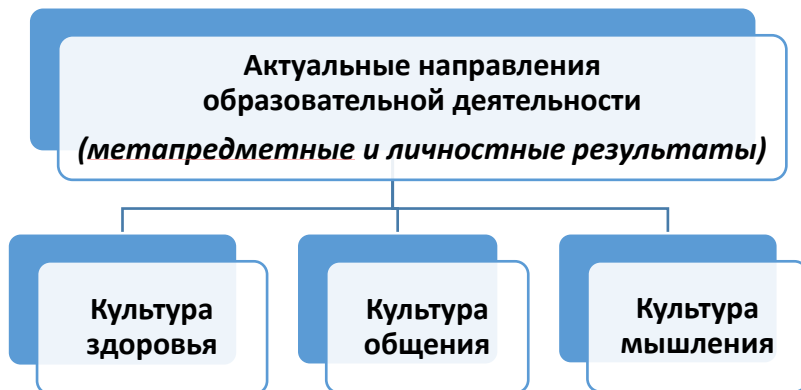 Актуальные направления
образовательной деятельности
(метапредметные и личностные результаты)
Культура
здоровья
Культура
общения
Культура
мышления